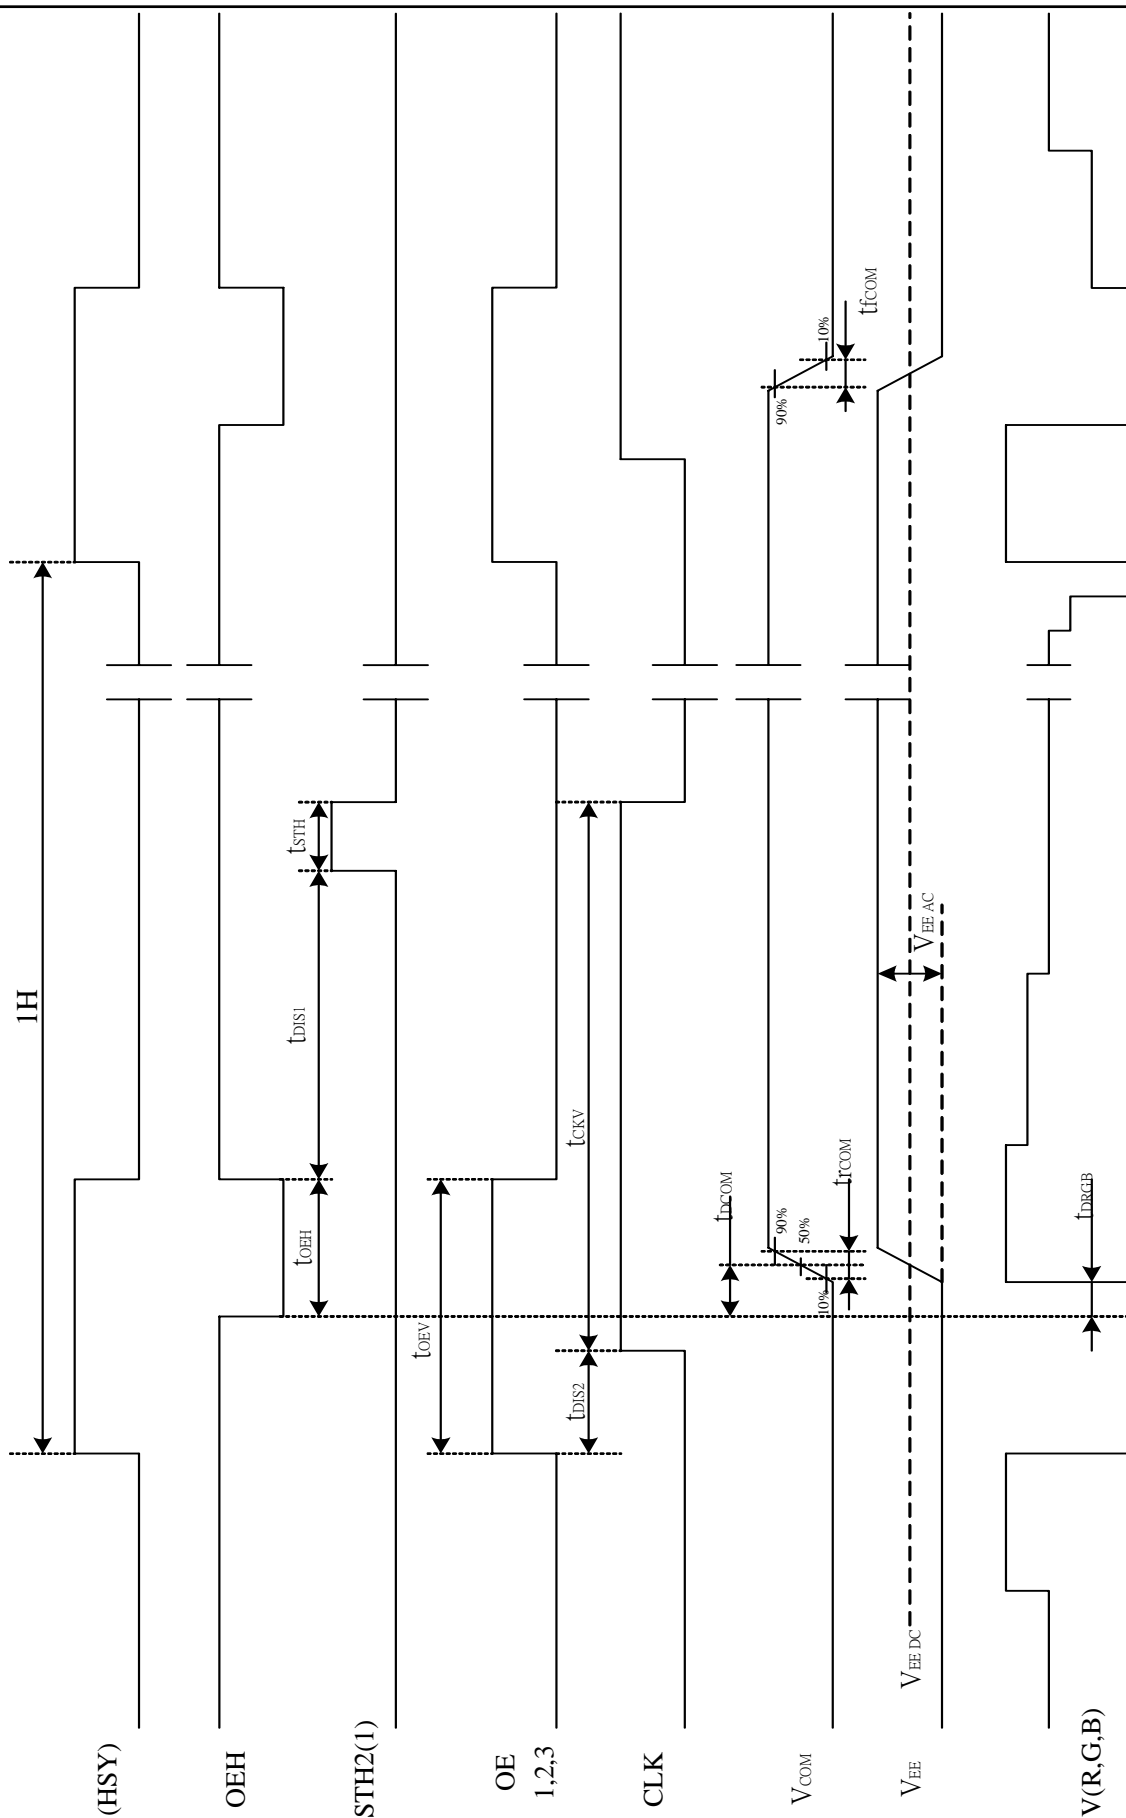 1H
(HSY)
OEH
tOEH
tDIS1
tSTH
STH2(1)
tOEV
OE
1,2,3
tDIS2
tCKV
CLK
tDCOM
90%
50%
10%
trCOM
90%
10%
tfCOM
VCOM
VEE DC
VEE AC
VEE
tDRGB
V(R,G,B)